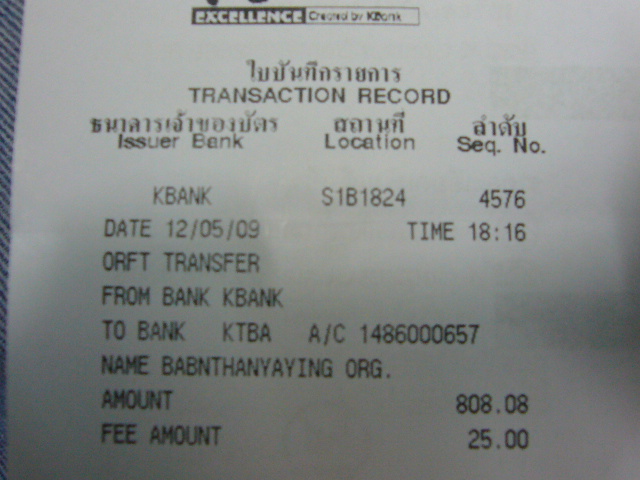 EXCELLENCE Created by KBank
ใบบันทึกรายการ
TRANSACTION RECORD
ธนาคารเจ้าของบัตร สถานที่ ลำดับ
Issuer Bank Location Seq. No.
KBANK S1B1824 4576
DATE 12/05/09 TIME 18:16
ORFT TRANSFER
FROM BANK KBANK
TO BANK KTBA A/C 1486000657
NAME BABNTHANYAYING ORG.
AMOUNT 808.08
FEE AMOUNT 25.00